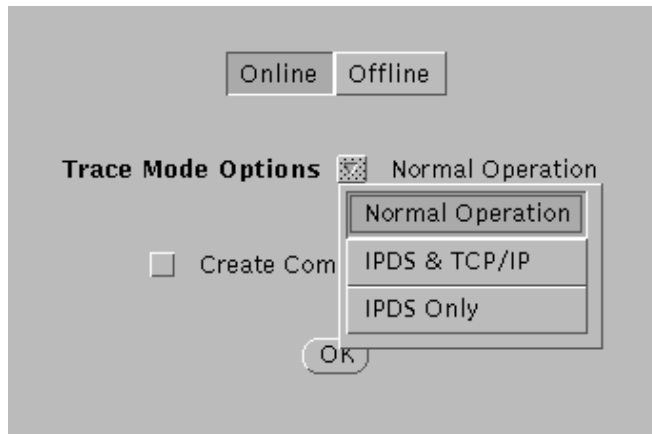 Online Offline
Trace Mode Options Normal Operation
Normal Operation
IPDS & TCP/IP
Create Com
IPDS Only
OK